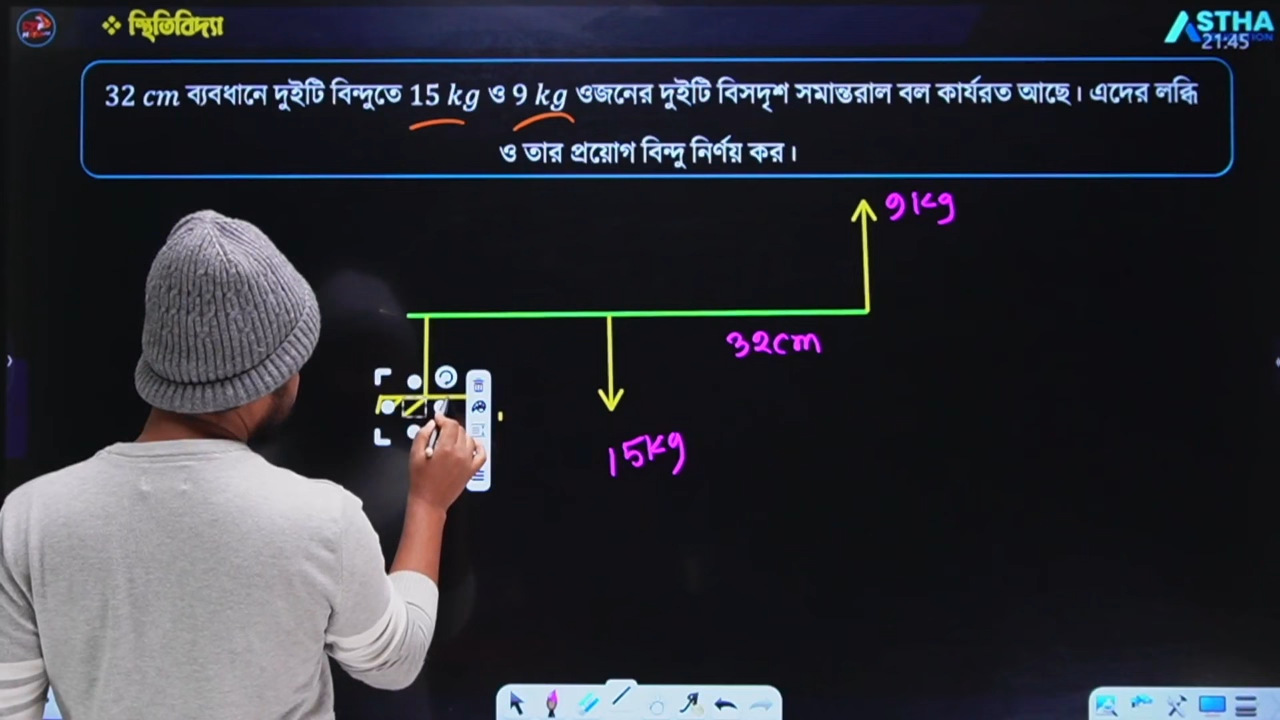 ❖ স্থিতিবিদ্যা
ASTHA
21:45
32 cm ব্যবধানে দুইটি বিন্দুতে 15 kg ও 9 kg ওজনের দুইটি বিসদৃশ সমান্তরাল বল কার্যরত আছে। এদের লব্ধি
ও তার প্রয়োগ বিন্দু নির্ণয় কর।
9kg
32cm
15kg